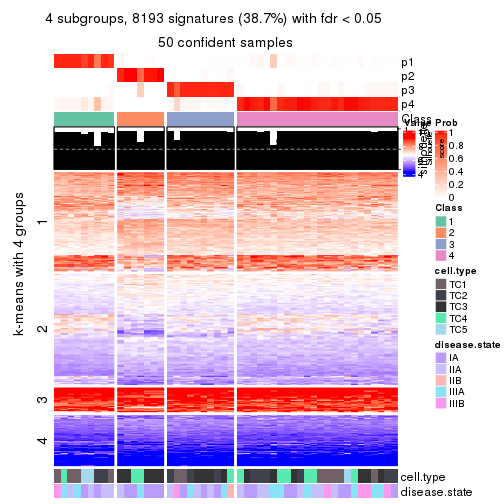 4 subgroups, 8193 signatures (38.7%) with fdr < 0.05
50 confident samples
p1
p2
p3
p4
Class
k-means with 4 groups
1
2
3
4
cell.type
disease.state
Prob
1
0.8
0.6
0.4
0.2
0
Class
1
2
3
4
cell.type
TC1
TC2
TC3
TC4
TC5
disease.state
IA
IIA
IIB
IIIA
IIIB